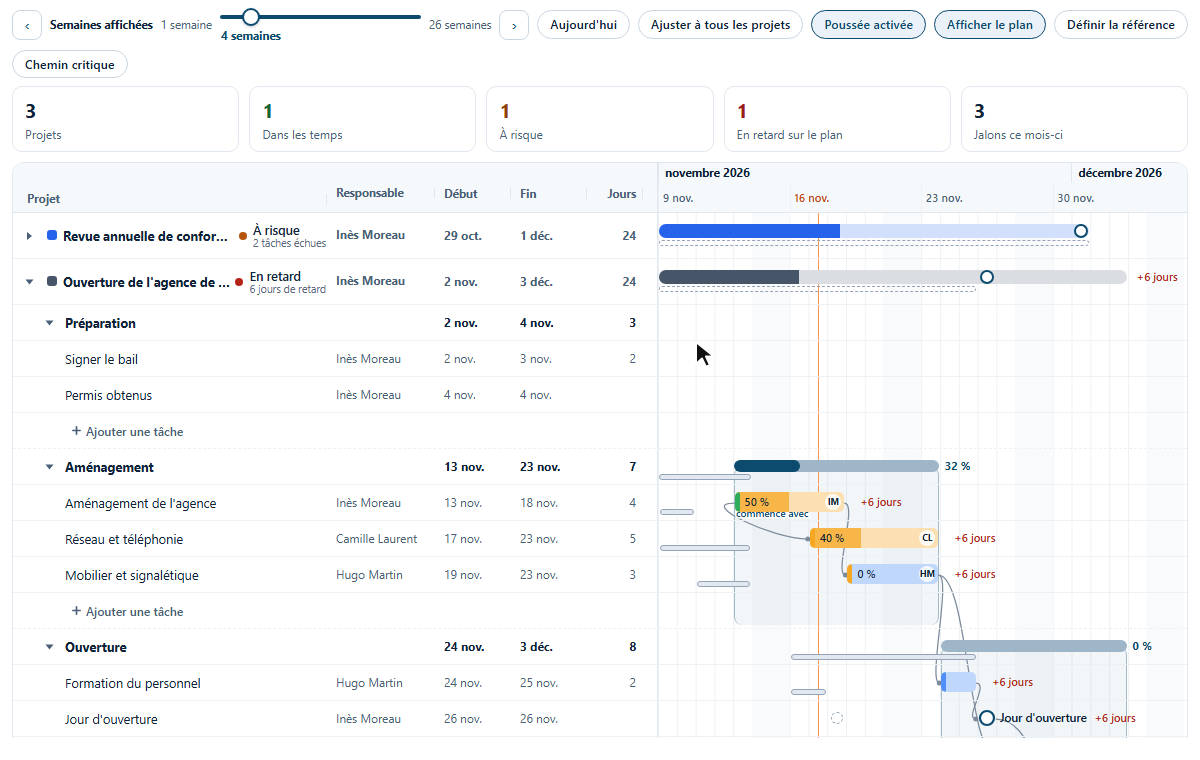 ‹ Semaines affichées 1 semaine 4 semaines 26 semaines › Aujourd'hui Ajuster à tous les projets Poussée activée Afficher le plan Définir la référence
Chemin critique
3 1 1 1 3
Projets Dans les temps À risque En retard sur le plan Jalons ce mois-ci
novembre 2026 décembre 2026
Projet Responsable Début Fin Jours 9 nov. 16 nov. 23 nov. 30 nov.
Revue annuelle de confor... À risque 2 tâches échues Inès Moreau 29 oct. 1 déc. 24
Ouverture de l'agence de ... En retard 6 jours de retard Inès Moreau 2 nov. 3 déc. 24 +6 jours
Préparation 2 nov. 4 nov. 3
Signer le bail Inès Moreau 2 nov. 3 nov. 2
Permis obtenus Inès Moreau 4 nov. 4 nov.
+ Ajouter une tâche
Aménagement 13 nov. 23 nov. 7 32 %
Aménagement de l'agence Inès Moreau 13 nov. 18 nov. 4 50 % IM +6 jours
commence avec
Réseau et téléphonie Camille Laurent 17 nov. 23 nov. 5 40 % CL +6 jours
Mobilier et signalétique Hugo Martin 19 nov. 23 nov. 3 0 % HM +6 jours
+ Ajouter une tâche
Ouverture 24 nov. 3 déc. 8 0 %
Formation du personnel Hugo Martin 24 nov. 25 nov. 2 +6 jours
Jour d'ouverture Inès Moreau 26 nov. 26 nov. Jour d'ouverture +6 jours